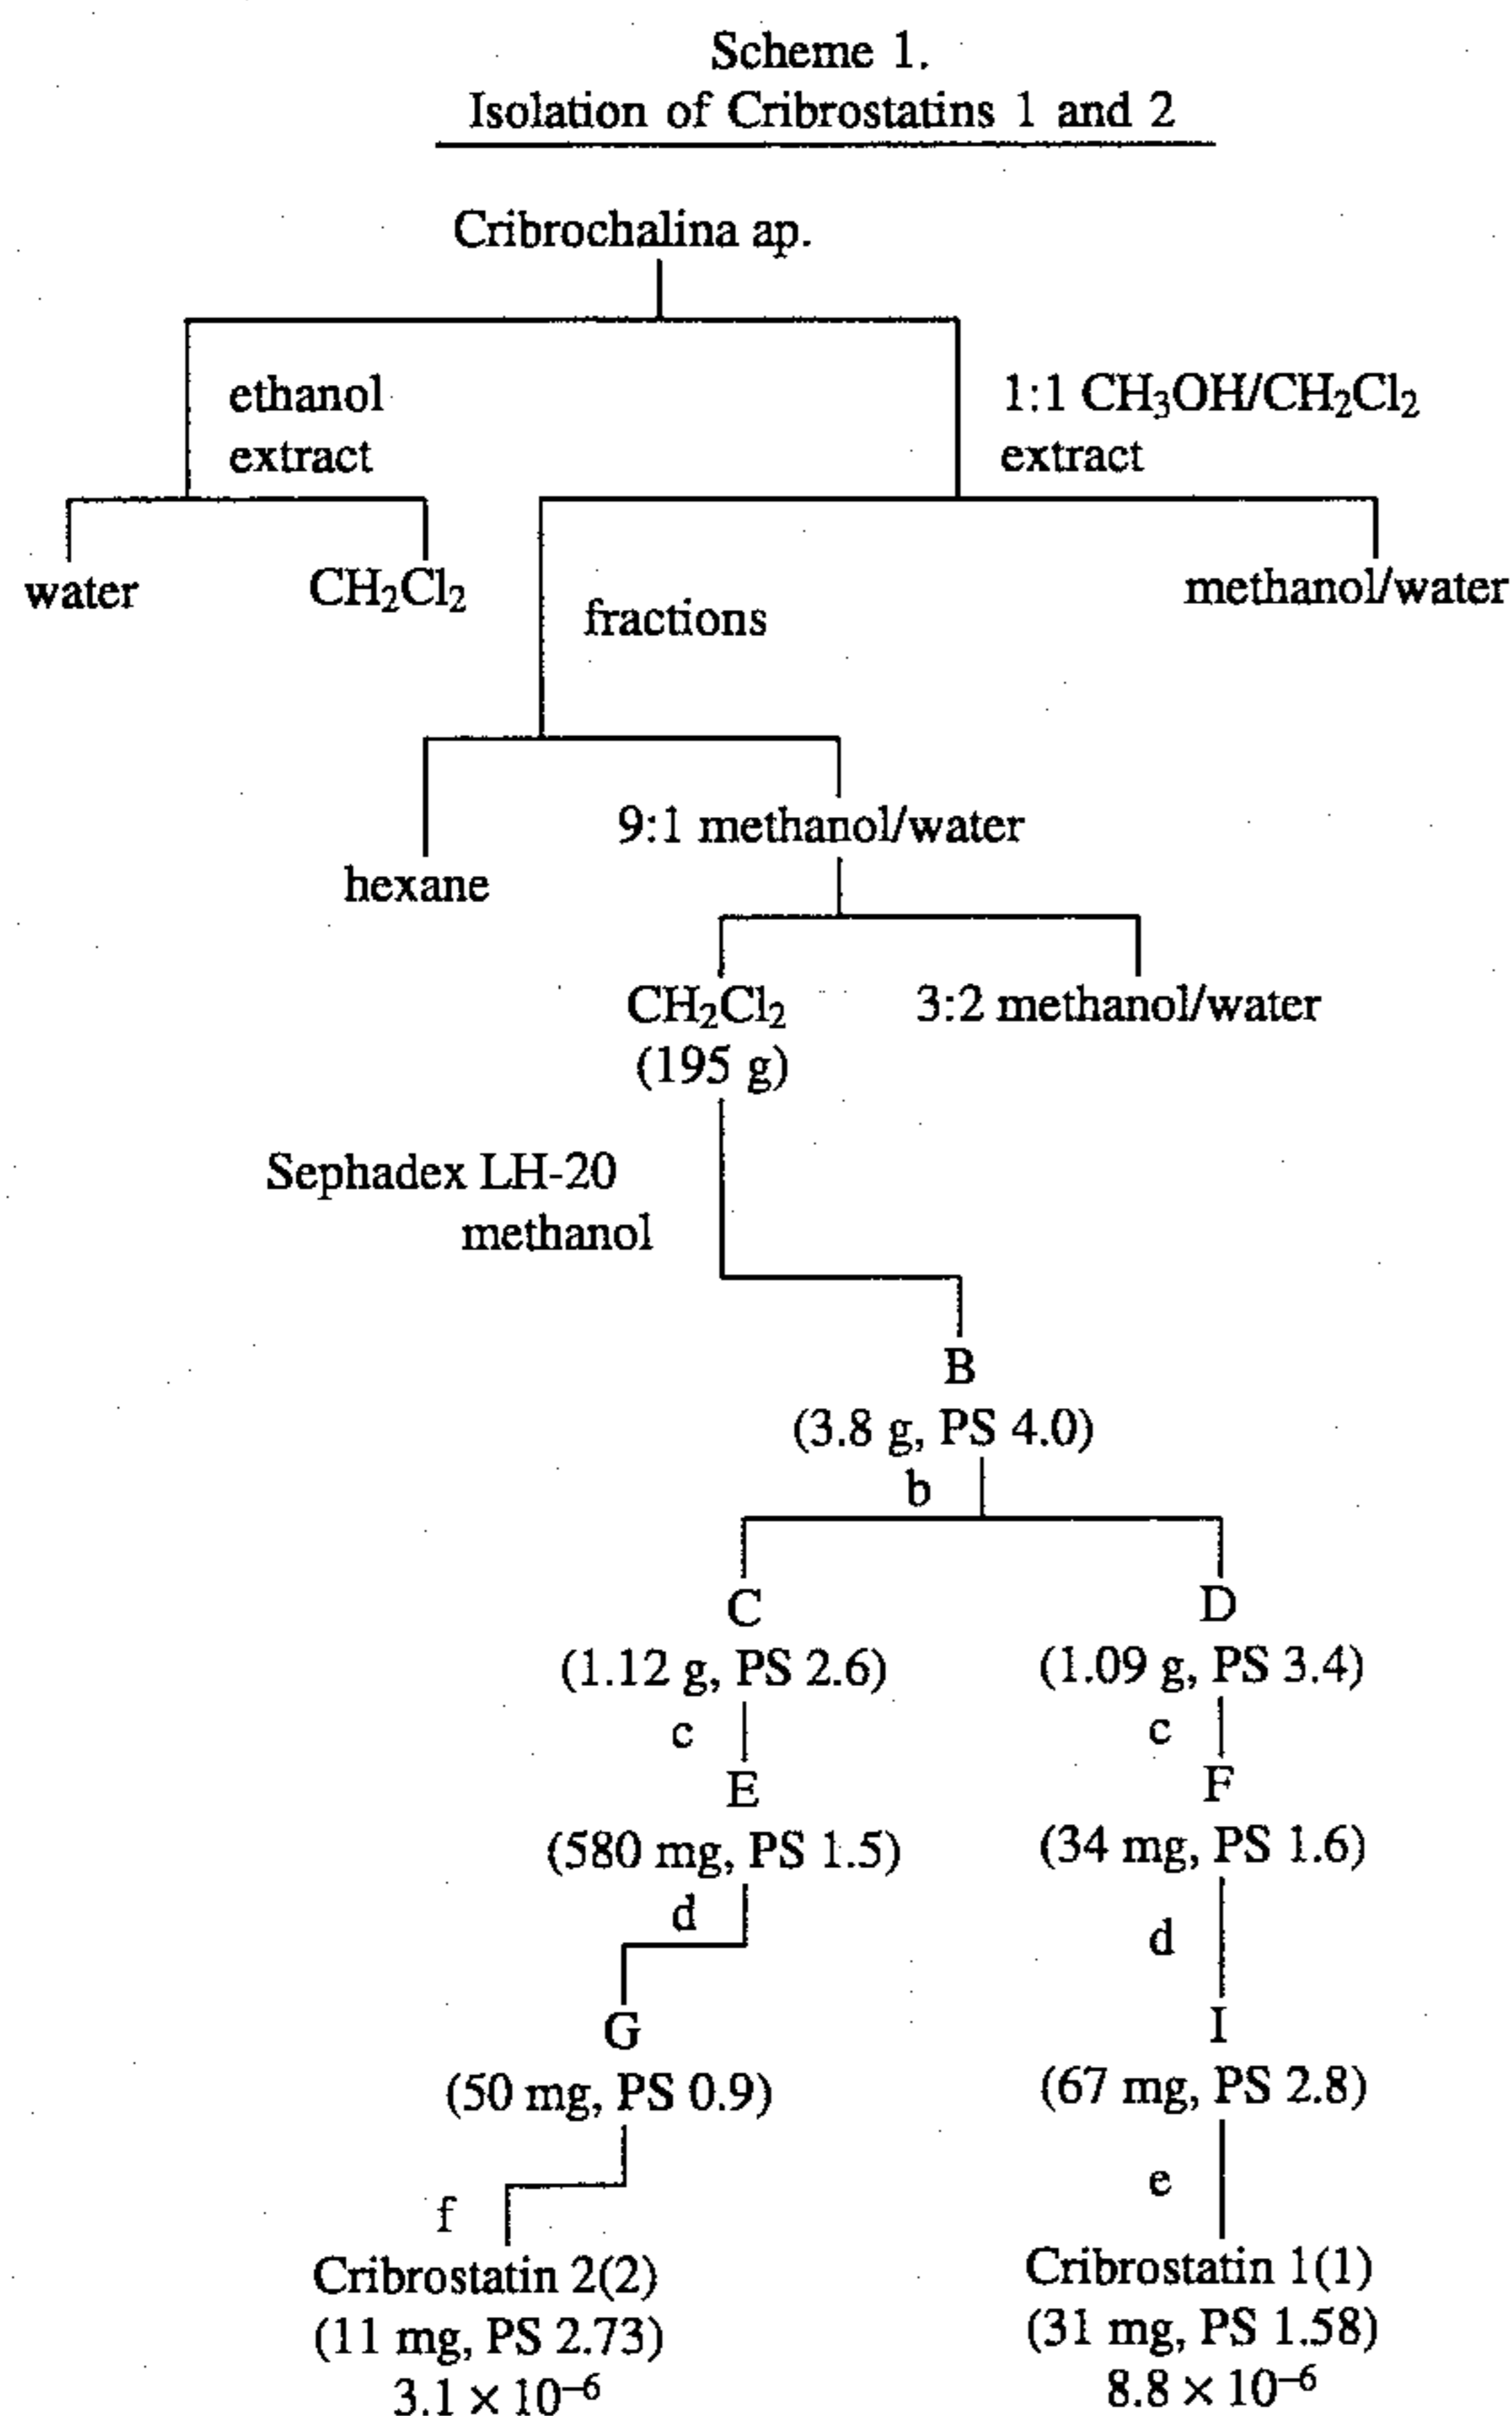 Scheme 1.
Isolation of Cribrostatins 1 and 2
Cribrochalina ap.
ethanol
extract
1:1 CH₃OH/CH₂Cl₂
extract
water
CH₂Cl₂
fractions
methanol/water
hexane
9:1 methanol/water
CH₂Cl₂
(195 g)
3:2 methanol/water
Sephadex LH-20
methanol
B
(3.8 g, PS 4.0)
b
C
(1.12 g, PS 2.6)
D
(1.09 g, PS 3.4)
c
c
E
(580 mg, PS 1.5)
F
(34 mg, PS 1.6)
d
d
G
(50 mg, PS 0.9)
I
(67 mg, PS 2.8)
f
e
Cribrostatin 2(2)
(11 mg, PS 2.73)
3.1 × 10⁻⁶
Cribrostatin 1(1)
(31 mg, PS 1.58)
8.8 × 10⁻⁶